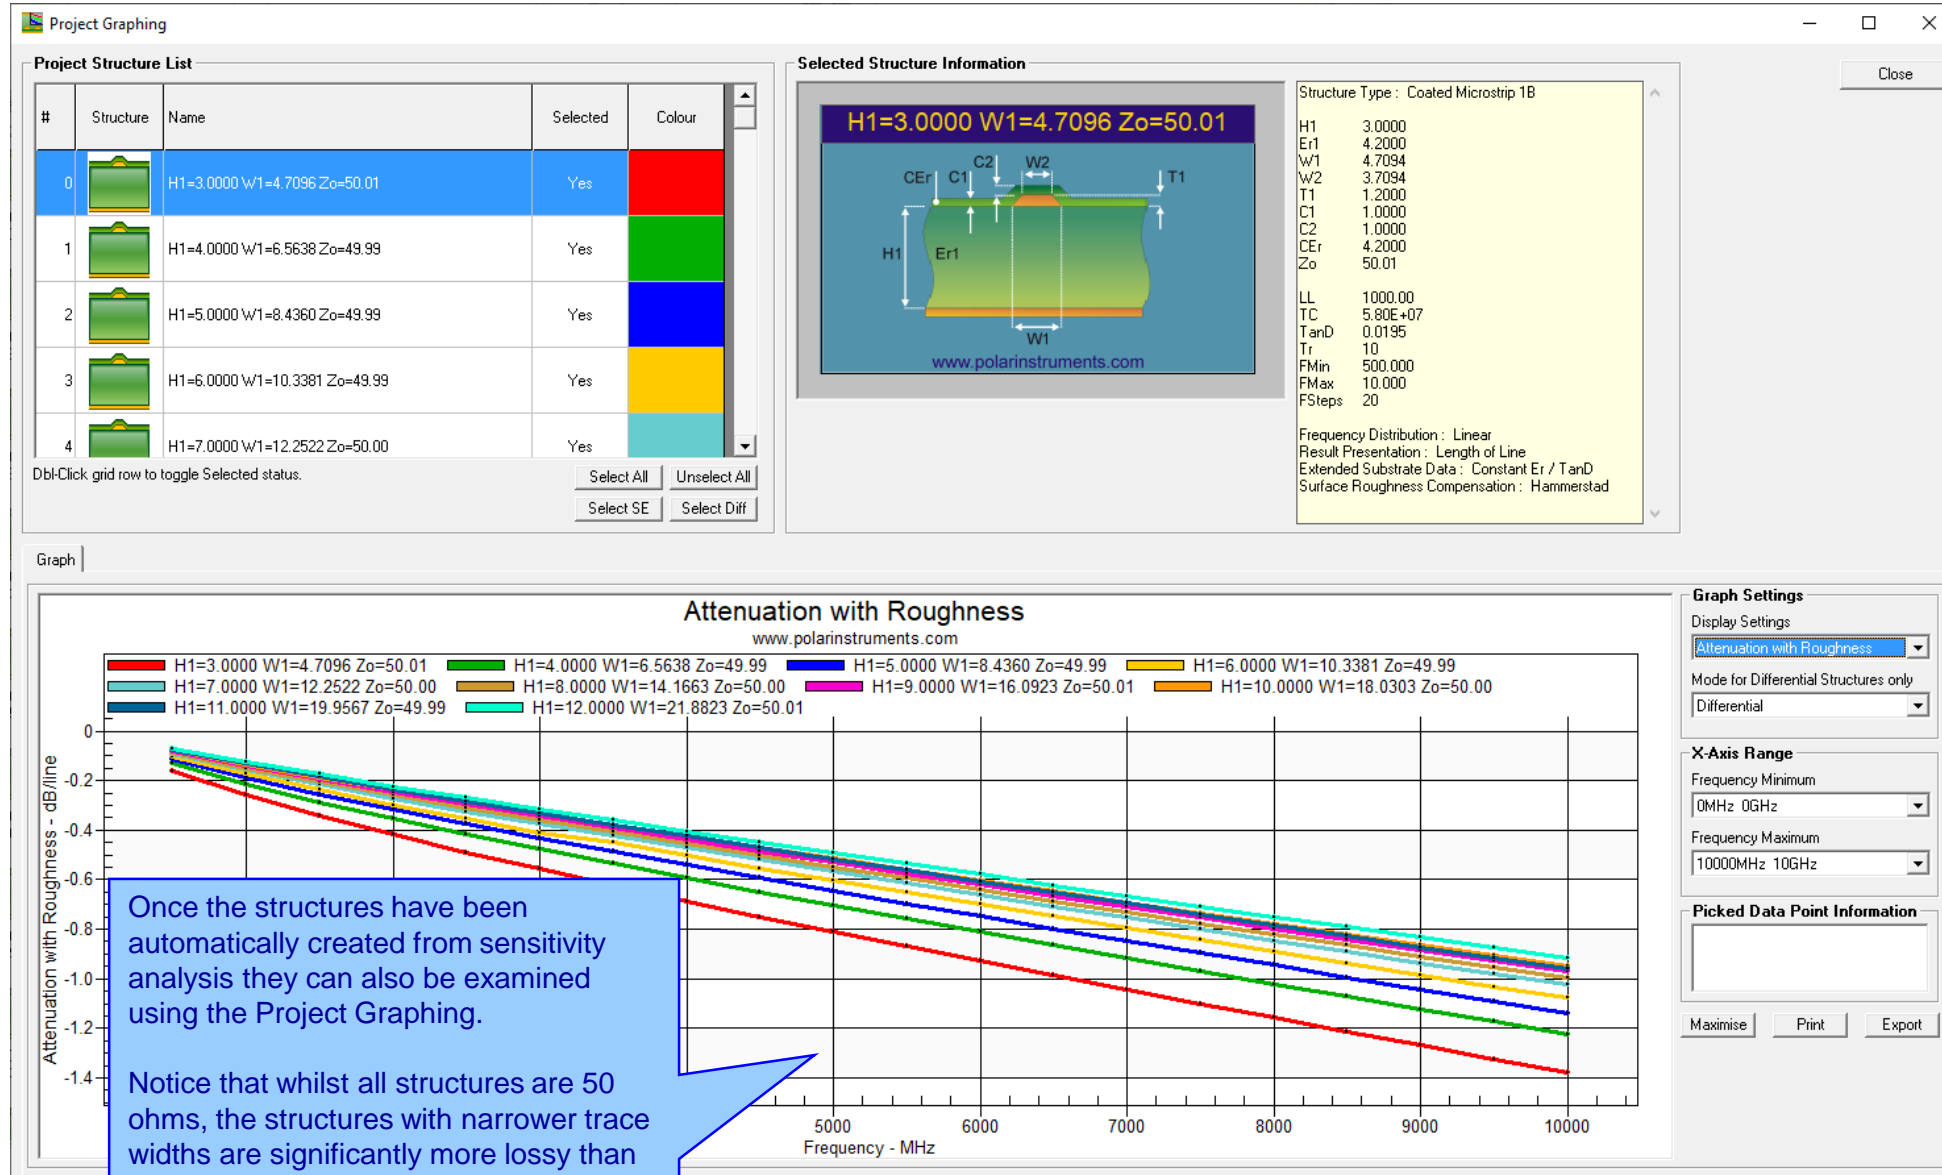 Project Graphing
Project Structure List
# Structure Name Selected Colour
0 H1=3.0000 W1=4.7096 Zo=50.01 Yes
1 H1=4.0000 W1=6.5638 Zo=49.99 Yes
2 H1=5.0000 W1=8.4360 Zo=49.99 Yes
3 H1=6.0000 W1=10.3381 Zo=49.99 Yes
4 H1=7.0000 W1=12.2522 Zo=50.00 Yes
Dbl-Click grid row to toggle Selected status.
Select All Unselect All
Select SE Select Diff
Selected Structure Information
H1=3.0000 W1=4.7096 Zo=50.01
C2 W2
CEr C1 T1
H1 Er1
W1
www.polarinstruments.com
Structure Type : Coated Microstrip 1B
H1 3.0000
Er1 4.2000
W1 4.7094
W2 3.7094
T1 1.2000
C1 1.0000
C2 1.0000
CEr 4.2000
Zo 50.01
LL 1000.00
TC 5.80E+07
TanD 0.0195
Tr 10
FMin 500.000
FMax 10.000
FSteps 20
Frequency Distribution : Linear
Result Presentation : Length of Line
Extended Substrate Data : Constant Er / TanD
Surface Roughness Compensation : Hammerstad
Close
Graph
Attenuation with Roughness
www.polarinstruments.com
H1=3.0000 W1=4.7096 Zo=50.01 H1=4.0000 W1=6.5638 Zo=49.99 H1=5.0000 W1=8.4360 Zo=49.99 H1=6.0000 W1=10.3381 Zo=49.99
H1=7.0000 W1=12.2522 Zo=50.00 H1=8.0000 W1=14.1663 Zo=50.00 H1=9.0000 W1=16.0923 Zo=50.01 H1=10.0000 W1=18.0303 Zo=50.00
H1=11.0000 W1=19.9567 Zo=49.99 H1=12.0000 W1=21.8823 Zo=50.01
Attenuation with Roughness - dB/line
0
-0.2
-0.4
-0.6
-0.8
-1.0
-1.2
-1.4
5000 6000 7000 8000 9000 10000
Frequency - MHz
Once the structures have been
automatically created from sensitivity
analysis they can also be examined
using the Project Graphing.
Notice that whilst all structures are 50
ohms, the structures with narrower trace
widths are significantly more lossy than
Graph Settings
Display Settings
Attenuation with Roughness
Mode for Differential Structures only
Differential
X-Axis Range
Frequency Minimum
0MHz 0GHz
Frequency Maximum
10000MHz 10GHz
Picked Data Point Information
Maximise Print Export